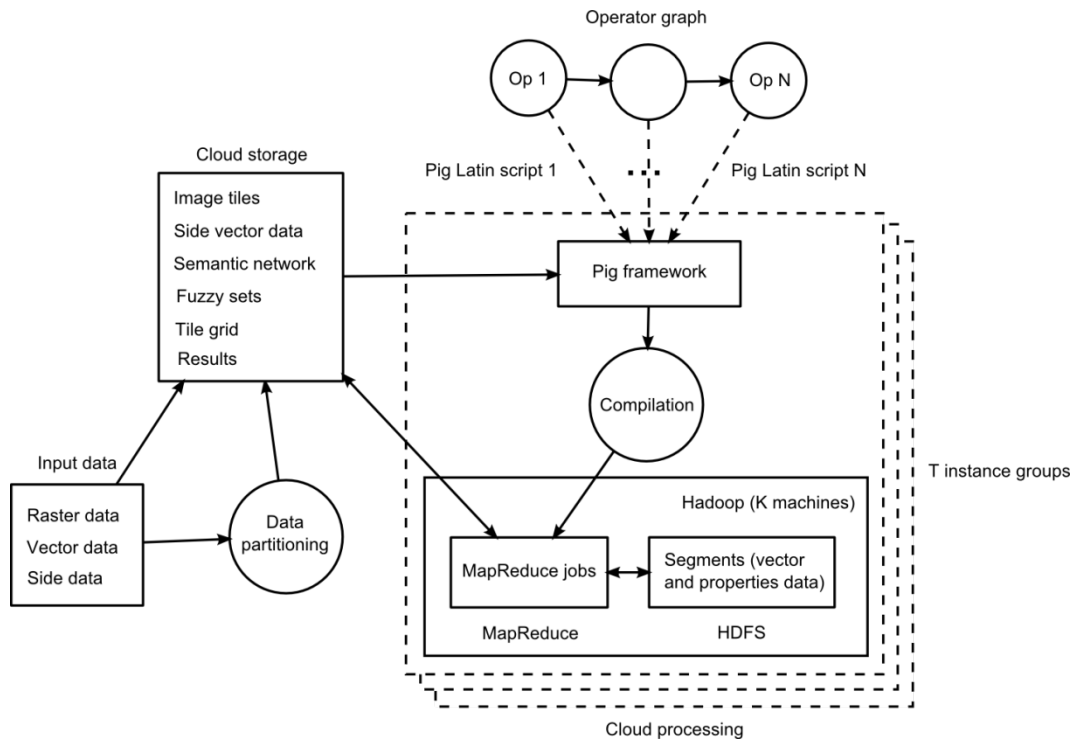 Operator graph
Op 1
Op N
Pig Latin script 1
...
Pig Latin script N
Cloud storage
Image tiles
Side vector data
Semantic network
Fuzzy sets
Tile grid
Results
Pig framework
Compilation
T instance groups
Input data
Raster data
Vector data
Side data
Data
partitioning
Hadoop (K machines)
MapReduce jobs
Segments (vector
and properties data)
MapReduce
HDFS
Cloud processing